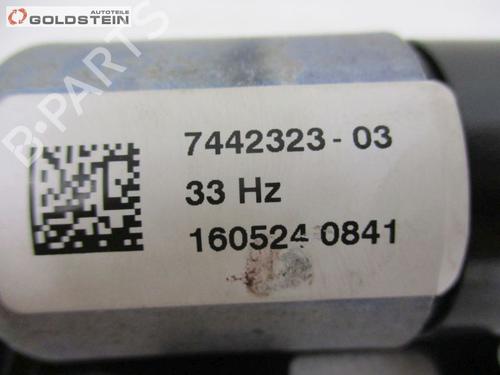 AUTOTEILE
GOLDSTEIN
B-PARTS
7442323 - 03
33 Hz
160524 0841